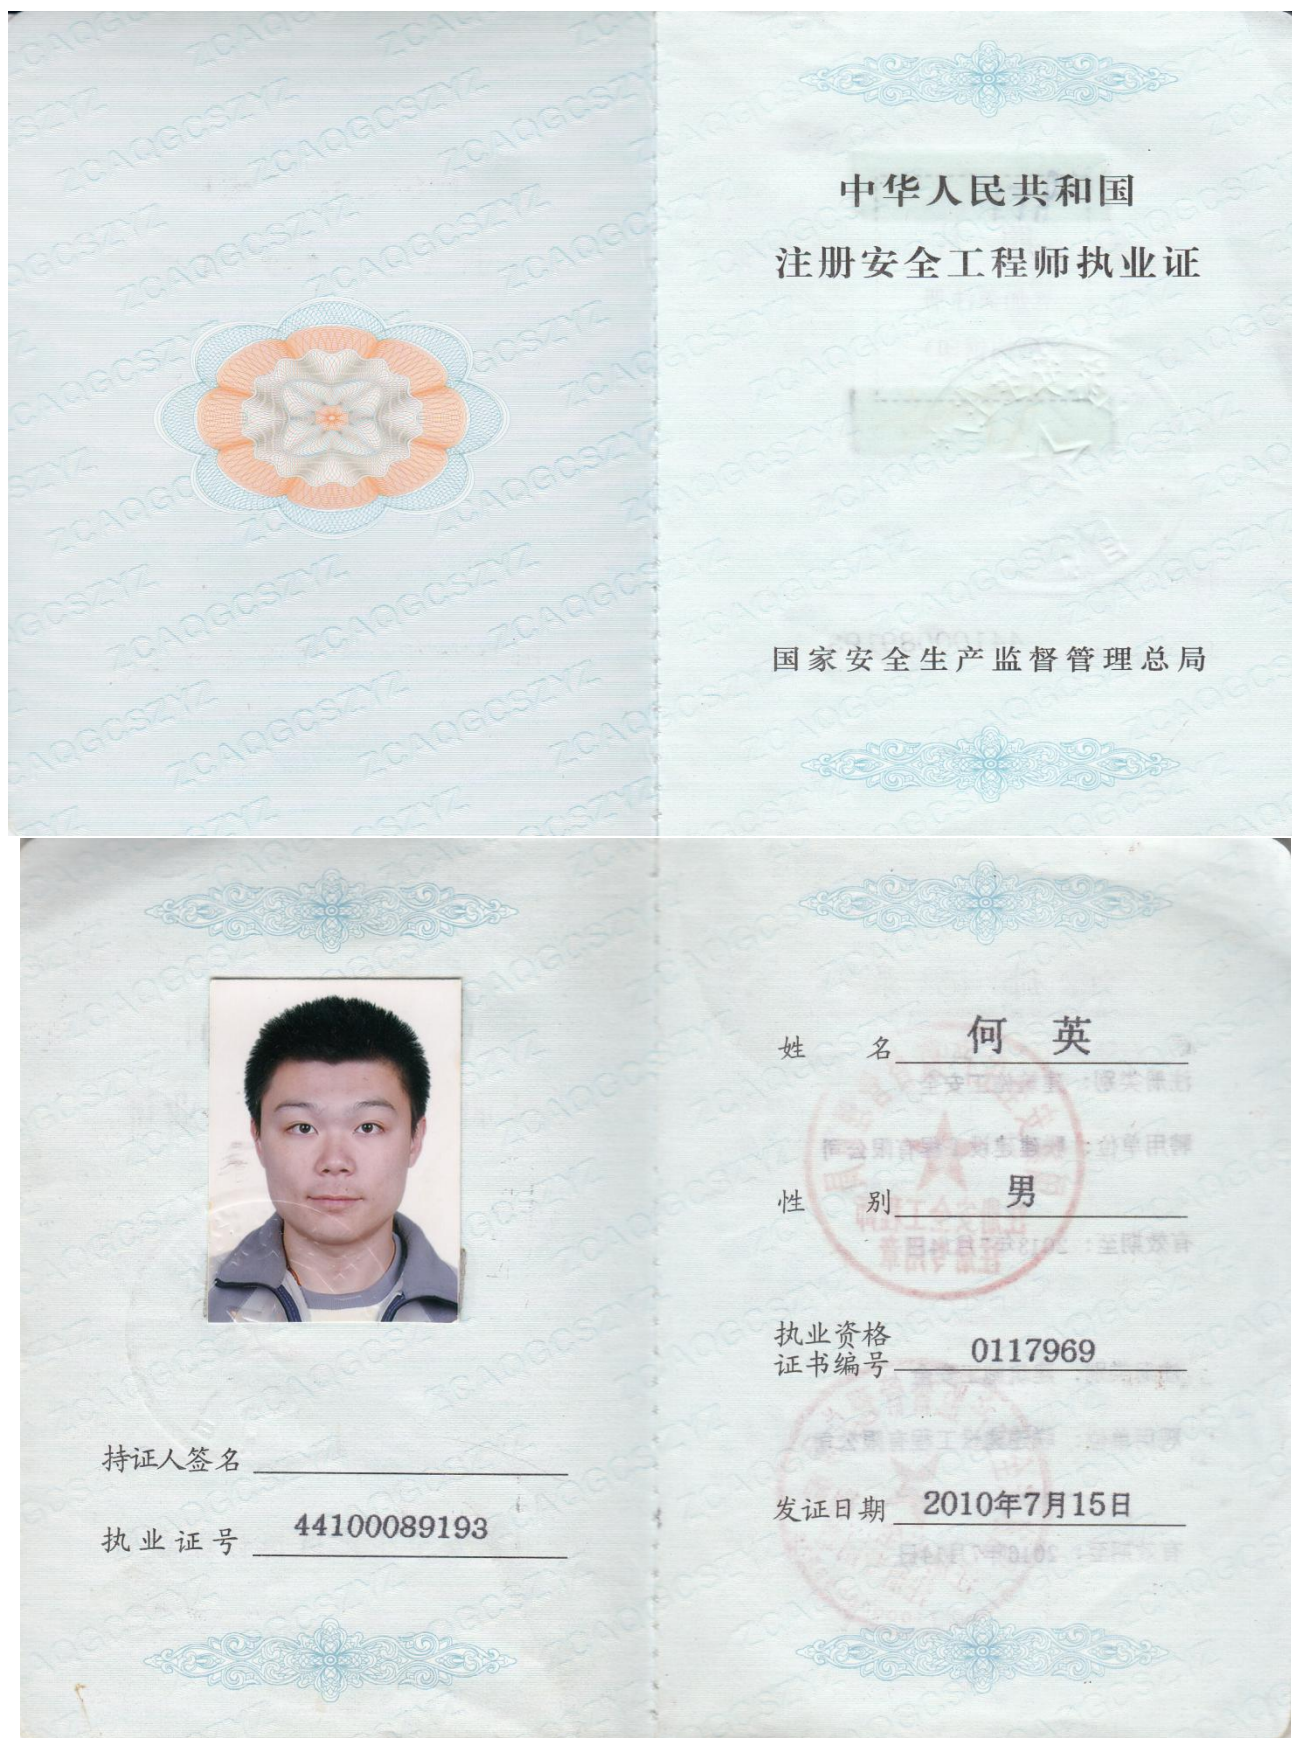 ZCAQGCSZYZ
中华人民共和国
注册安全工程师执业证
国家安全生产监督管理总局
持证人签名
执业证号 44100089193
姓 名 何 英
性 别 男
执业资格
证书编号 0117969
发证日期 2010年7月15日